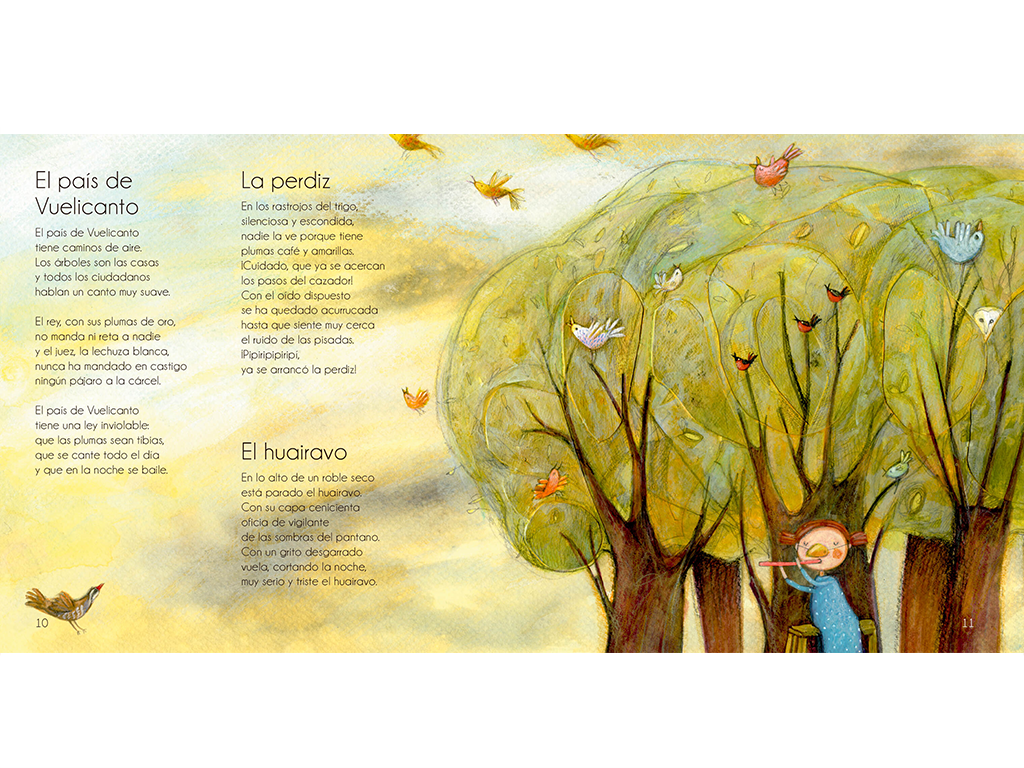 El país de
Vuelicanto
El país de Vuelicanto
tiene caminos de aire.
Los árboles son las casas
y todos los ciudadanos
hablan un canto muy suave.
El rey, con sus plumas de oro,
no manda ni reta a nadie
y el juez, la lechuza blanca,
nunca ha mandado en castigo
ningún pájaro a la cárcel.
El país de Vuelicanto
tiene una ley inviolable:
que las plumas sean tibias,
que se cante todo el día
y que en la noche se baile.
La perdiz
En los rastrojos del trigo,
silenciosa y escondida,
nadie la ve porque tiene
plumas café y amarillas.
¡Cuidado, que ya se acercan
los pasos del cazador!
Con el oído dispuesto
se ha quedado acurrucada
hasta que siente muy cerca
el ruido de las pisadas.
¡Pipiripipiripi,
ya se arrancó la perdiz!
El huairavo
En lo alto de un roble seco
está parado el huairavo.
Con su capa cenicienta
oficia de vigilante
de las sombras del pantano.
Con un grito desgarrado
vuela, cortando la noche,
muy serio y triste el huairavo.
10
11